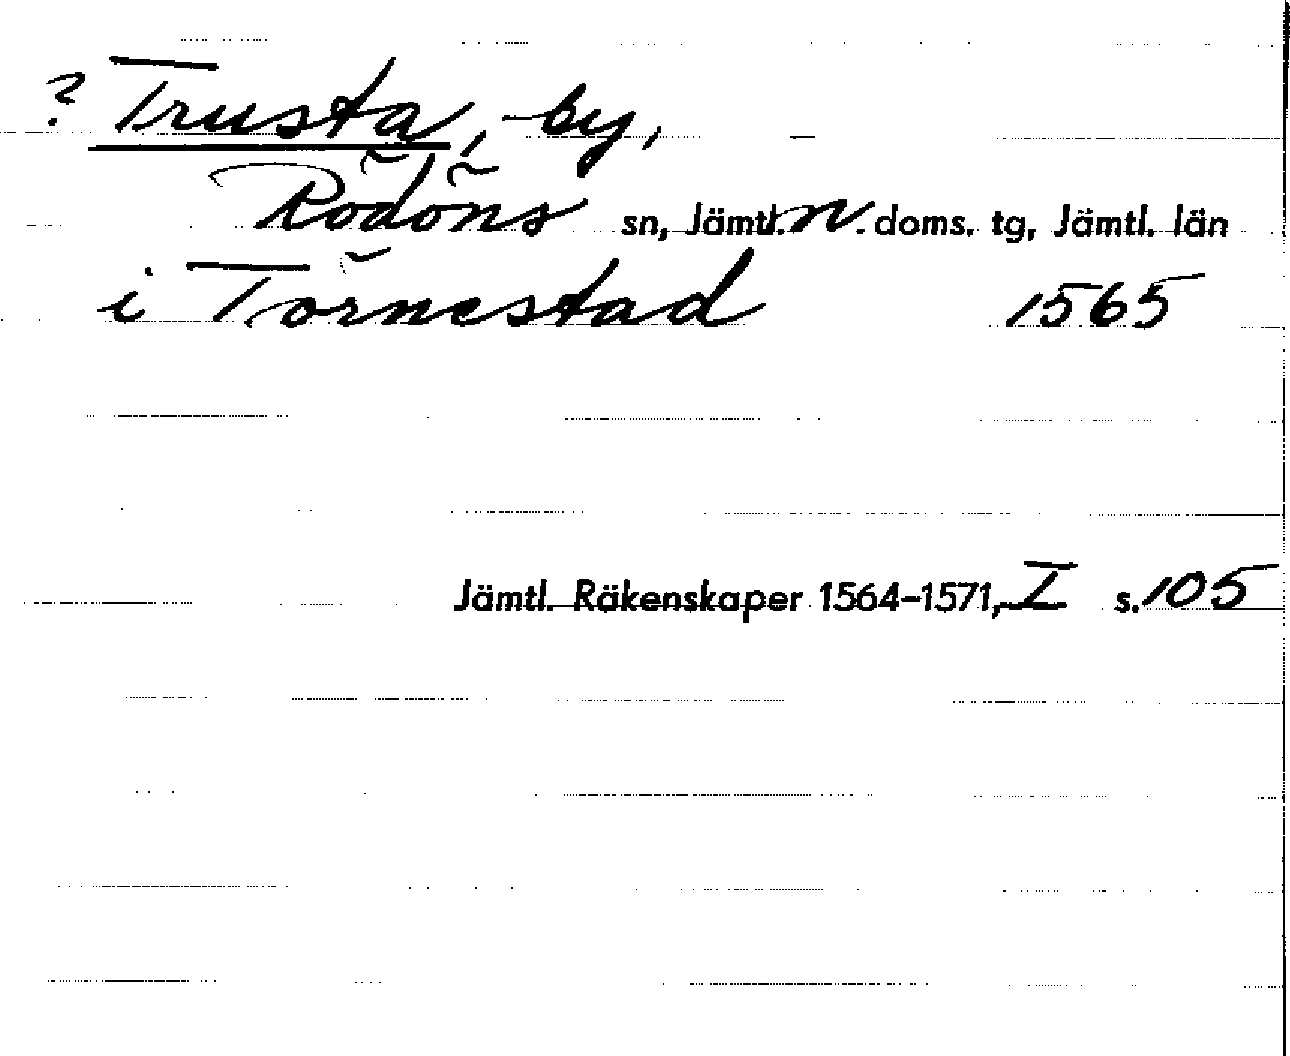 ? Trusta, by,
Rödöns sn, Jämtl. n. doms. tg, Jämtl. län
i Törnestad 1565
Jämtl. Räkenskaper 1564-1571, I s. 105